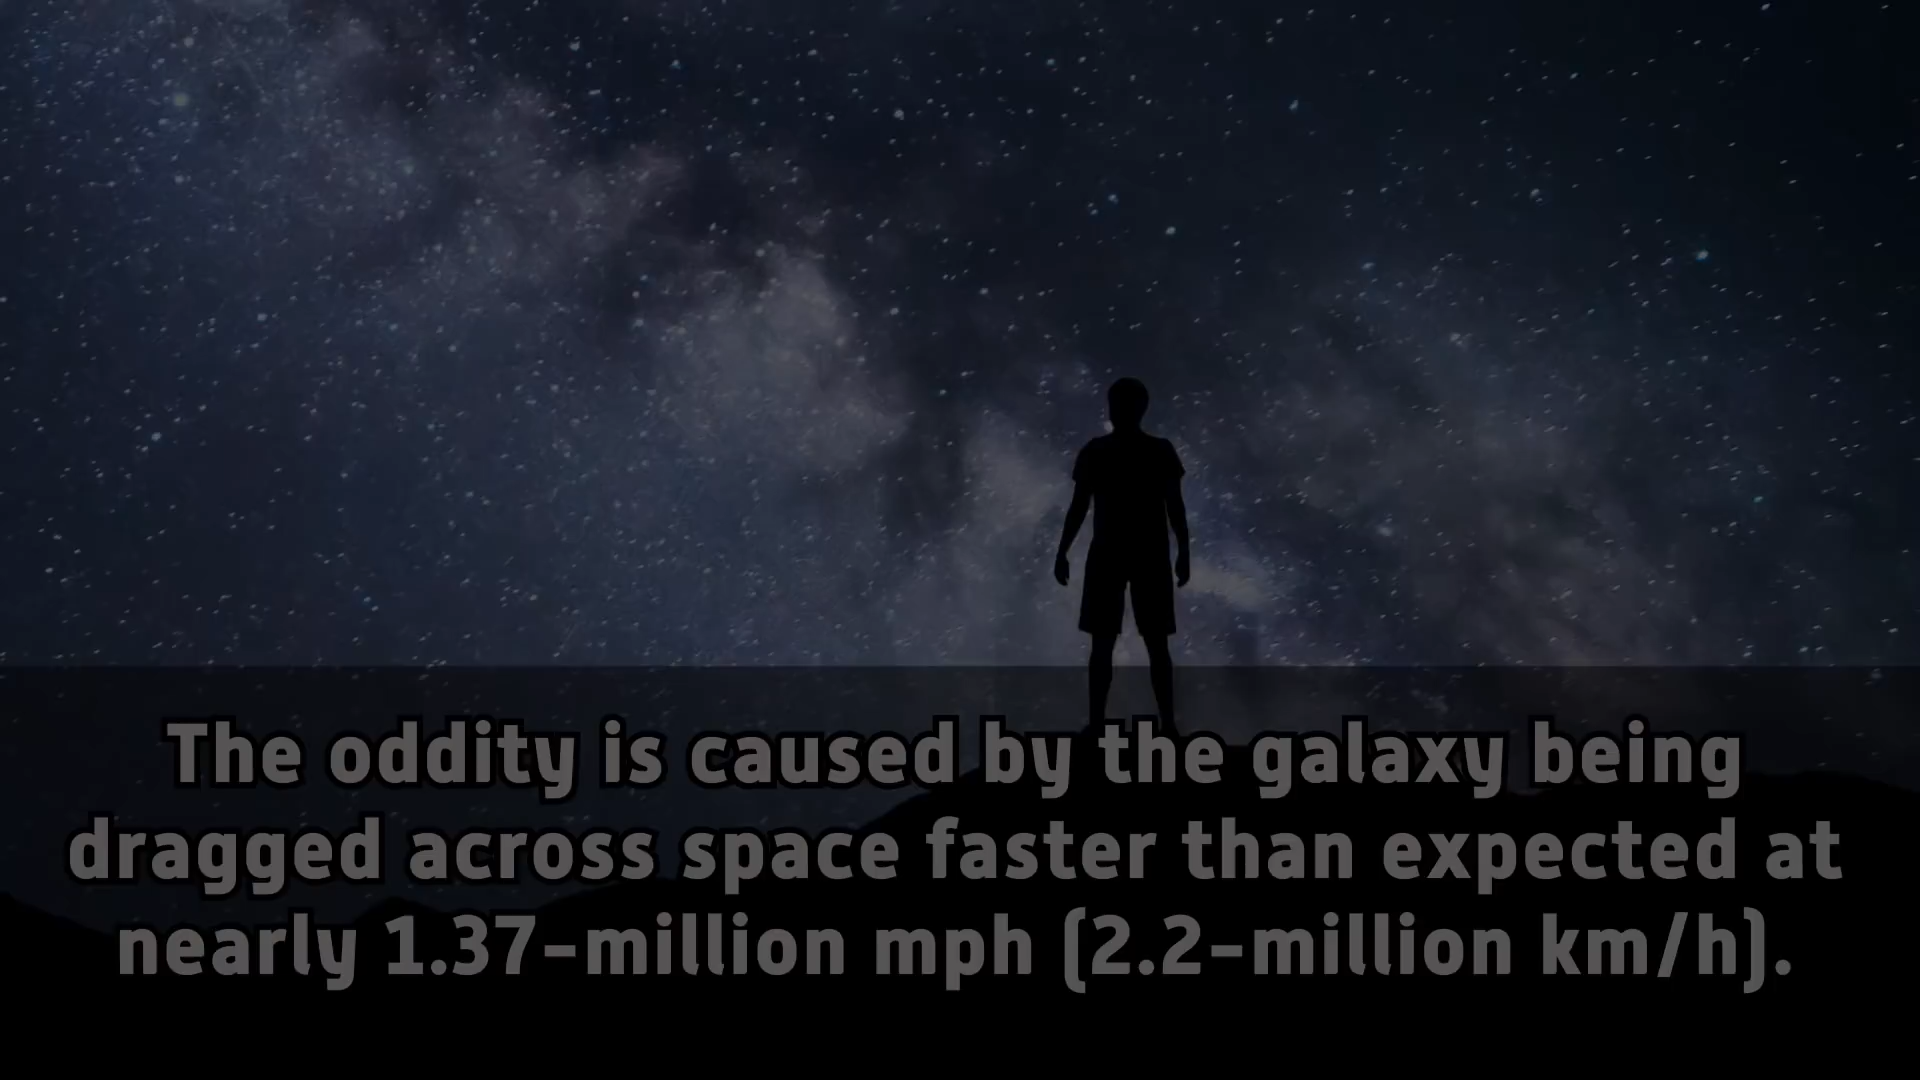 The oddity is caused by the galaxy being
dragged across space faster than expected at
nearly 1.37-million mph (2.2-million km/h).